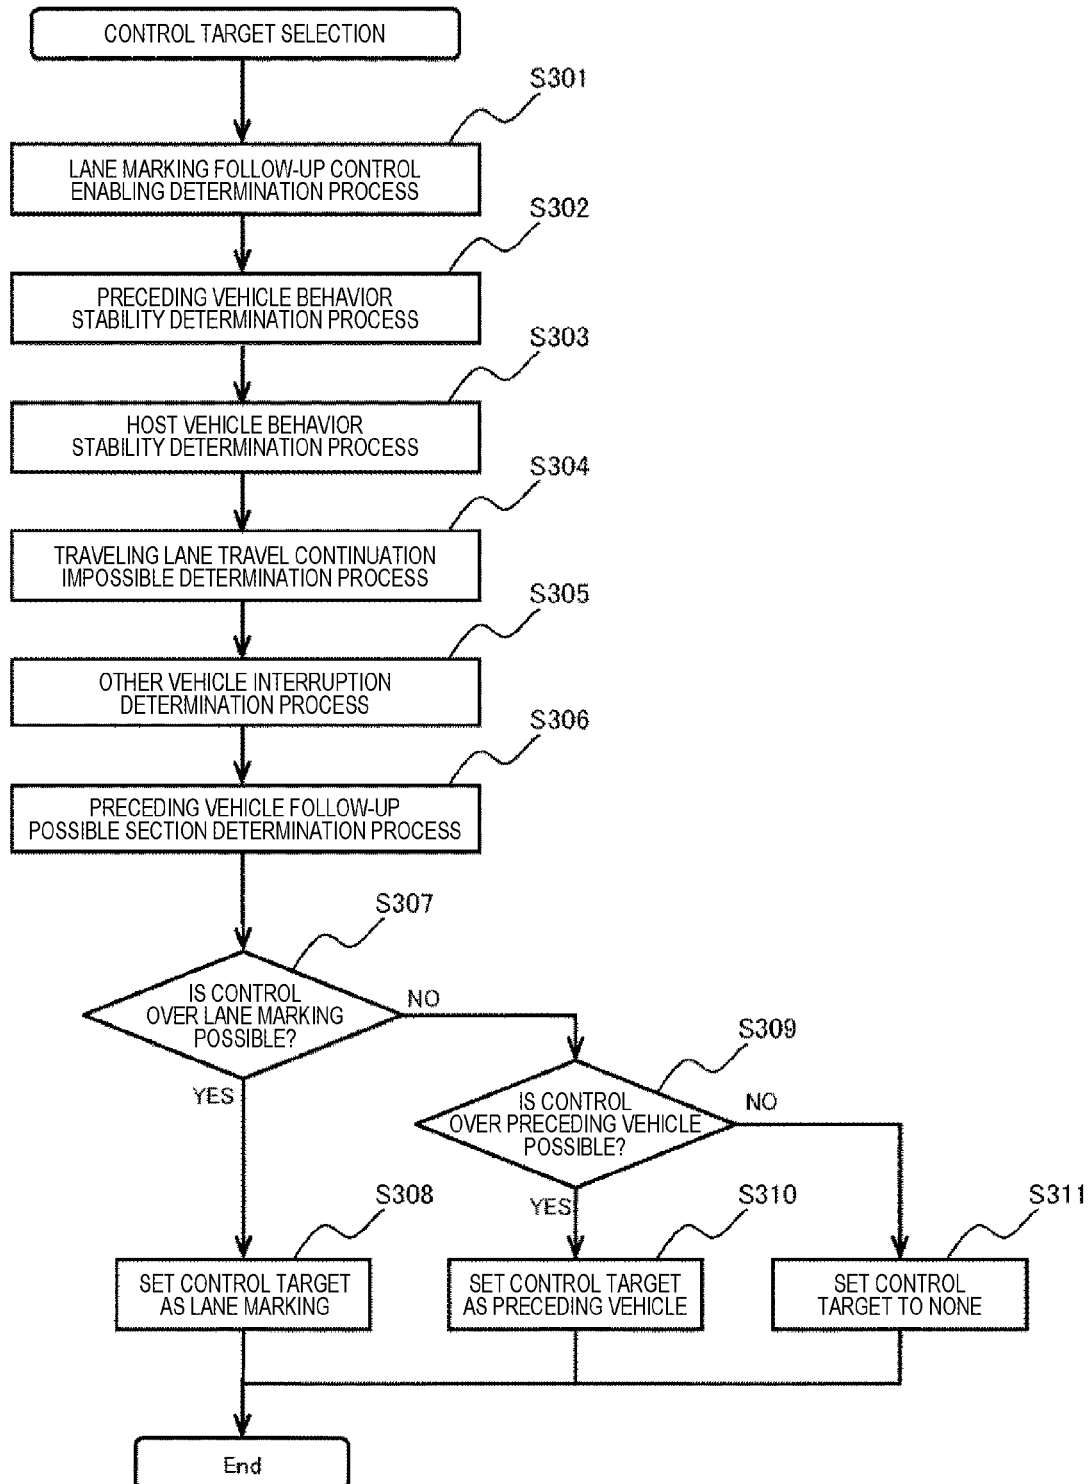 CONTROL TARGET SELECTION
S301
LANE MARKING FOLLOW-UP CONTROL
ENABLING DETERMINATION PROCESS
S302
PRECEDING VEHICLE BEHAVIOR
STABILITY DETERMINATION PROCESS
S303
HOST VEHICLE BEHAVIOR
STABILITY DETERMINATION PROCESS
S304
TRAVELING LANE TRAVEL CONTINUATION
IMPOSSIBLE DETERMINATION PROCESS
S305
OTHER VEHICLE INTERRUPTION
DETERMINATION PROCESS
S306
PRECEDING VEHICLE FOLLOW-UP
POSSIBLE SECTION DETERMINATION PROCESS
S307
IS CONTROL
OVER LANE MARKING
POSSIBLE?
NO
YES
S309
IS CONTROL
OVER PRECEDING VEHICLE
POSSIBLE?
NO
YES
S308
SET CONTROL TARGET
AS LANE MARKING
S310
SET CONTROL TARGET
AS PRECEDING VEHICLE
S311
SET CONTROL
TARGET TO NONE
End